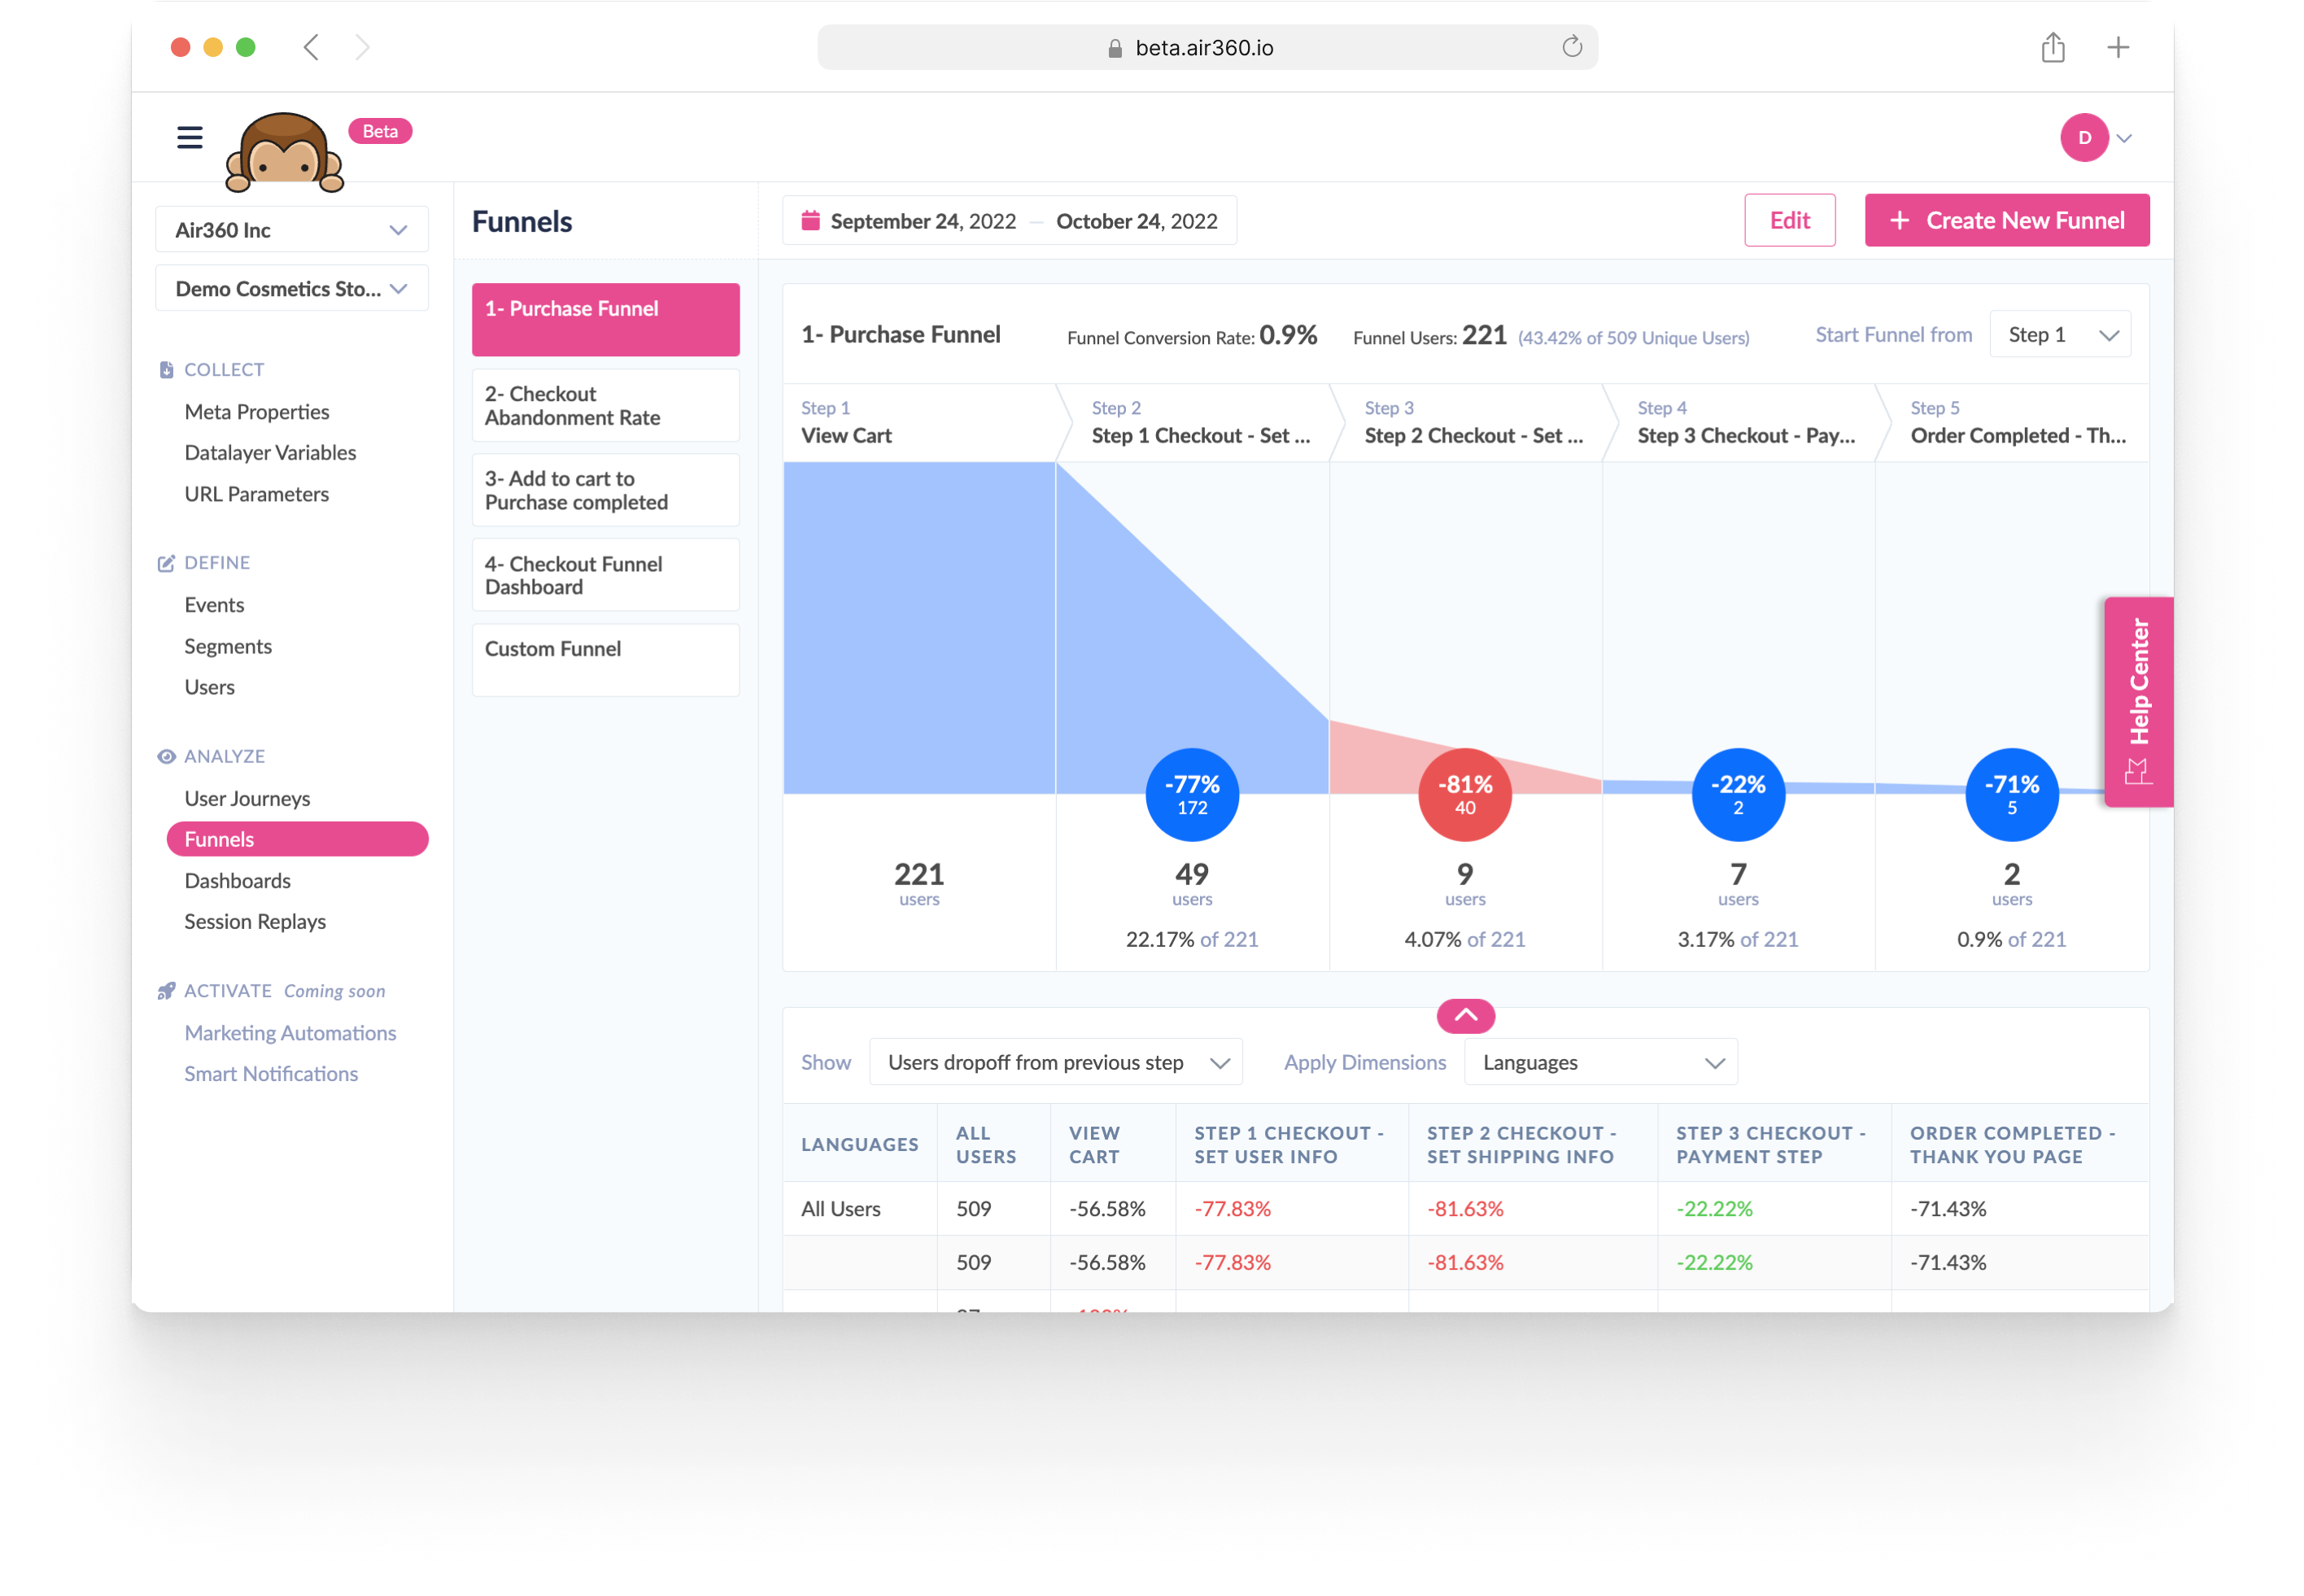 beta.air360.io
Beta
D
Air360 Inc
Demo Cosmetics Sto...
COLLECT
Meta Properties
Datalayer Variables
URL Parameters
DEFINE
Events
Segments
Users
ANALYZE
User Journeys
Funnels
Dashboards
Session Replays
ACTIVATE Coming soon
Marketing Automations
Smart Notifications
Funnels
1- Purchase Funnel
2- Checkout
Abandonment Rate
3- Add to cart to
Purchase completed
4- Checkout Funnel
Dashboard
Custom Funnel
September 24, 2022 – October 24, 2022
Edit
+ Create New Funnel
1- Purchase Funnel
Funnel Conversion Rate: 0.9%
Funnel Users: 221 (43.42% of 509 Unique Users)
Start Funnel from
Step 1
Step 1
View Cart
Step 2
Step 1 Checkout - Set ...
Step 3
Step 2 Checkout - Set ...
Step 4
Step 3 Checkout - Pay...
Step 5
Order Completed - Th...
-77%
172
-81%
40
-22%
2
-71%
5
221
users
49
users
22.17% of 221
9
users
4.07% of 221
7
users
3.17% of 221
2
users
0.9% of 221
Help Center
Show
Users dropoff from previous step
Apply Dimensions
Languages
LANGUAGES
ALL
USERS
VIEW
CART
STEP 1 CHECKOUT -
SET USER INFO
STEP 2 CHECKOUT -
SET SHIPPING INFO
STEP 3 CHECKOUT -
PAYMENT STEP
ORDER COMPLETED -
THANK YOU PAGE
All Users 509 -56.58% -77.83% -81.63% -22.22% -71.43%
509 -56.58% -77.83% -81.63% -22.22% -71.43%